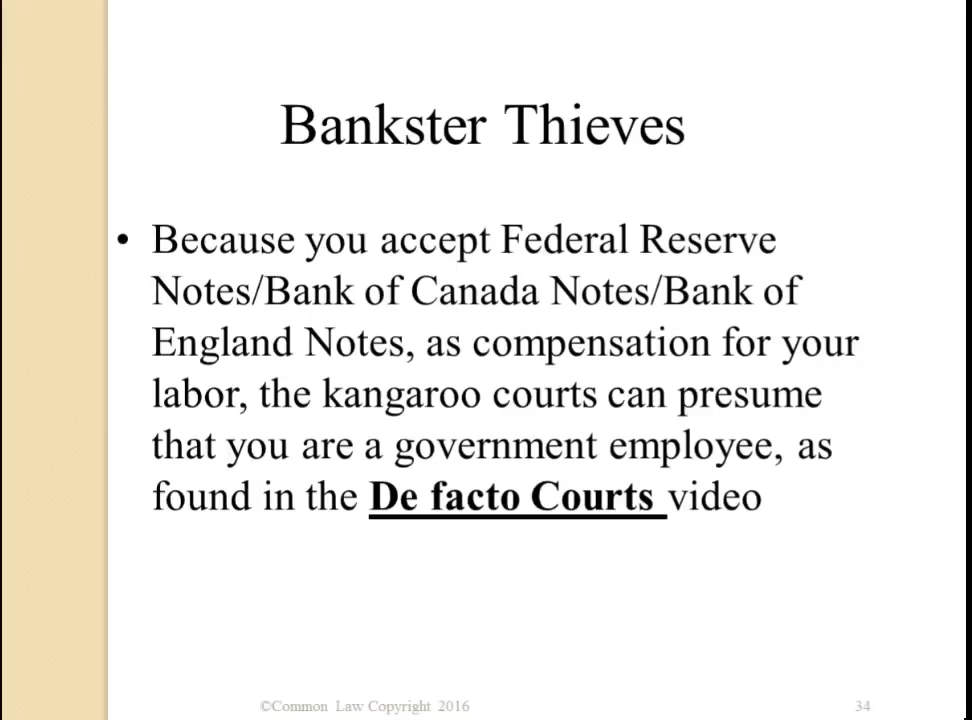 Bankster Thieves
• Because you accept Federal Reserve
Notes/Bank of Canada Notes/Bank of
England Notes, as compensation for your
labor, the kangaroo courts can presume
that you are a government employee, as
found in the De facto Courts video
©Common Law Copyright 2016
34